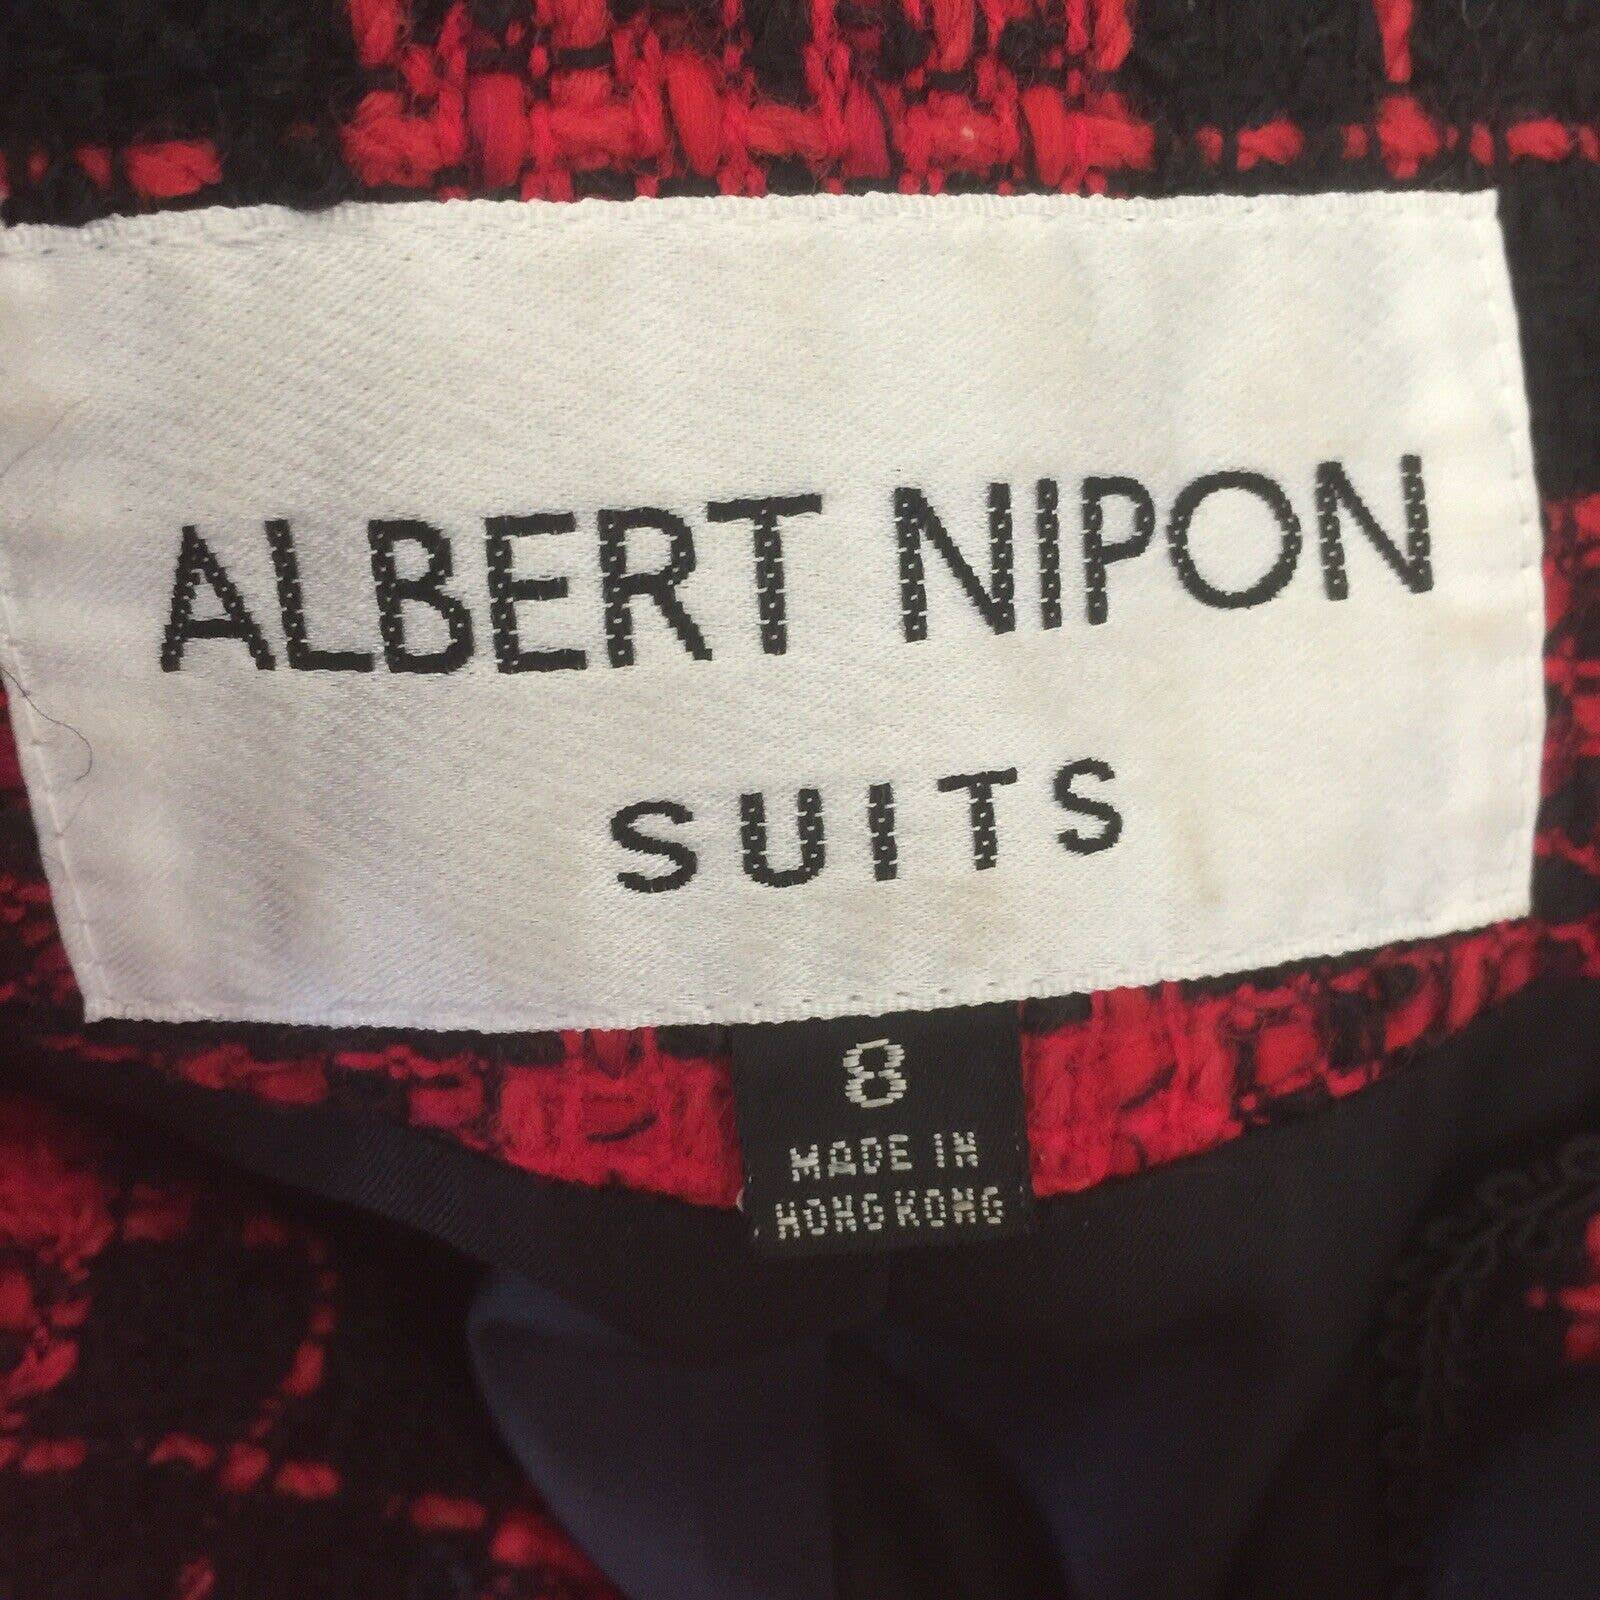 ALBERT NIPON
SUITS
8
MADE IN
HONG KONG